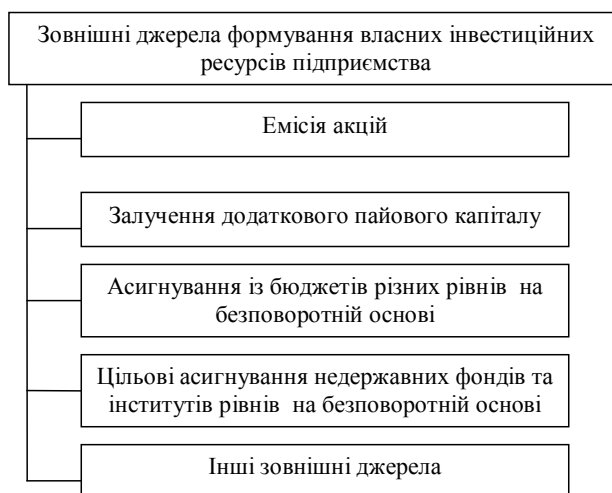 Зовнішні джерела формування власних інвестиційних
ресурсів підприємства
Емісія акцій
Залучення додаткового пайового капіталу
Асигнування із бюджетів різних рівнів на
безповоротній основі
Цільові асигнування недержавних фондів та
інститутів рівнів на безповоротній основі
Інші зовнішні джерела